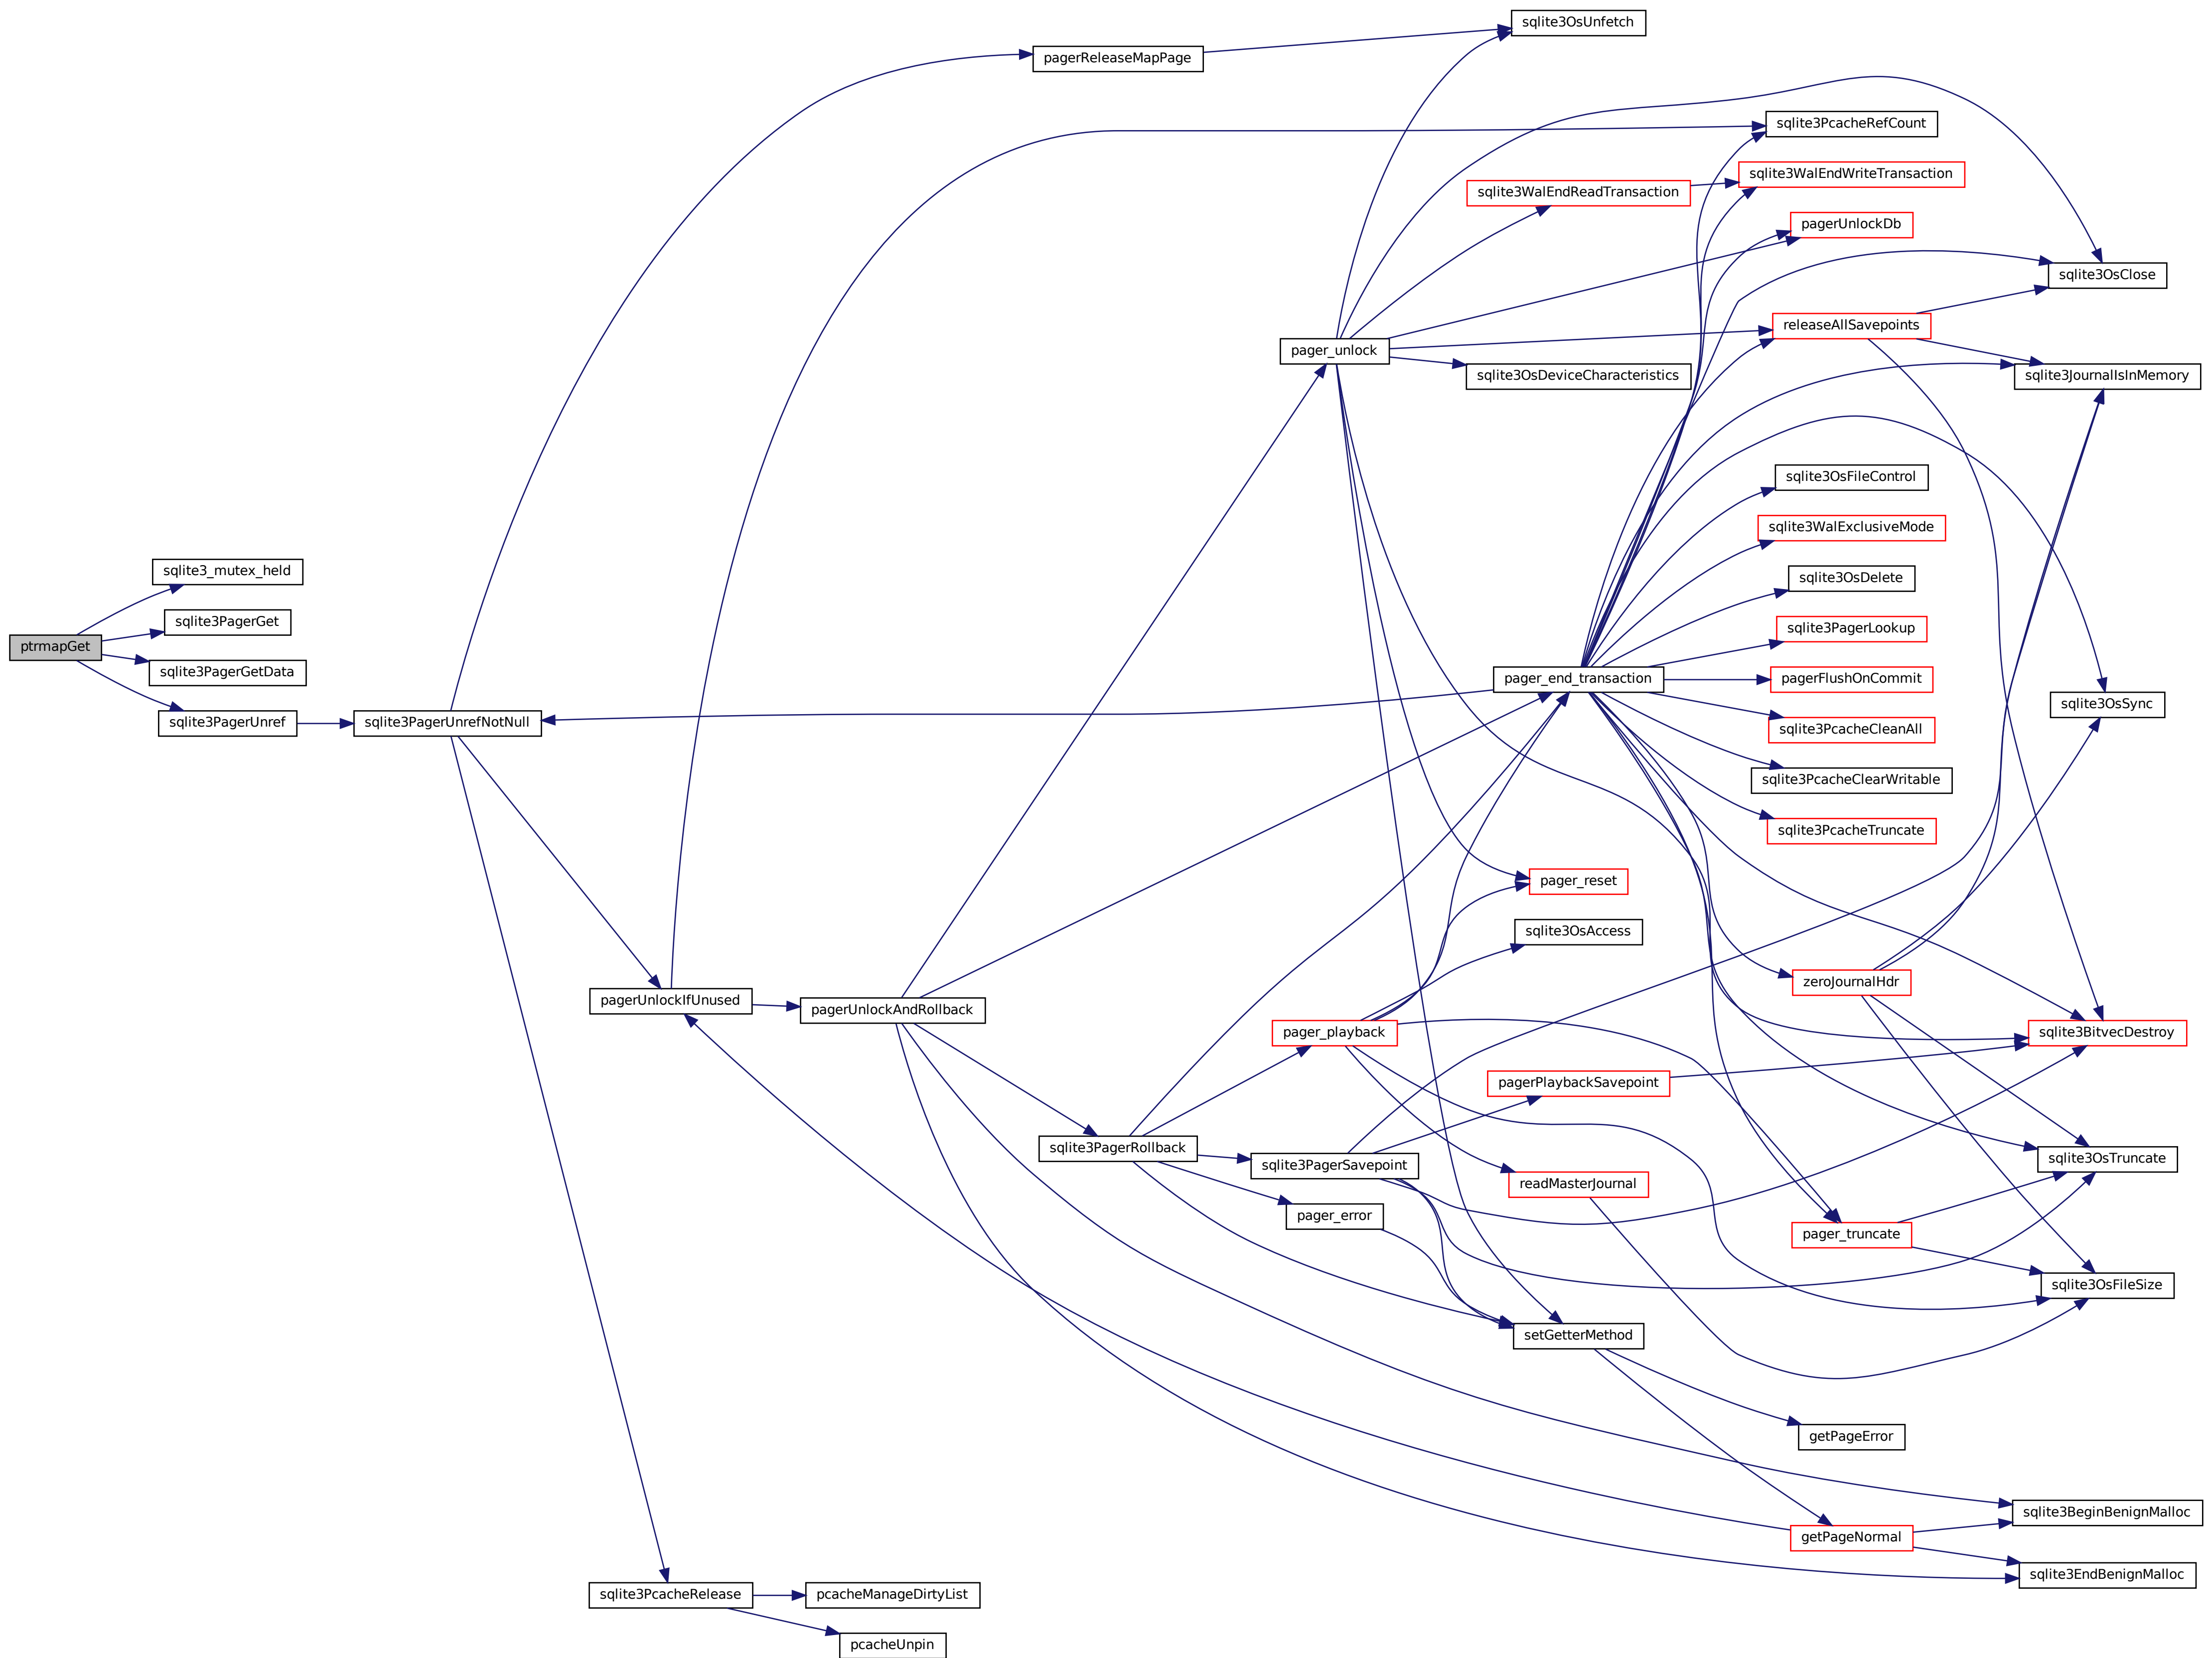 sqlite3OsUnfetch
pagerReleaseMapPage
sqlite3PcacheRefCount
sqlite3WalEndWriteTransaction
sqlite3WalEndReadTransaction
pagerUnlockDb
sqlite3OsClose
releaseAllSavepoints
pager_unlock
sqlite3OsDeviceCharacteristics
sqlite3JournalIsInMemory
sqlite3OsFileControl
sqlite3WalExclusiveMode
sqlite3_mutex_held
sqlite3OsDelete
sqlite3PagerGet
sqlite3PagerLookup
ptrmapGet
sqlite3PagerGetData
pager_end_transaction
pagerFlushOnCommit
sqlite3OsSync
sqlite3PagerUnref
sqlite3PagerUnrefNotNull
sqlite3PcacheCleanAll
sqlite3PcacheClearWritable
sqlite3PcacheTruncate
pager_reset
sqlite3OsAccess
zeroJournalHdr
pagerUnlockIfUnused
pagerUnlockAndRollback
pager_playback
sqlite3BitvecDestroy
pagerPlaybackSavepoint
sqlite3PagerRollback
sqlite3PagerSavepoint
sqlite3OsTruncate
readMasterJournal
pager_error
pager_truncate
sqlite3OsFileSize
setGetterMethod
getPageError
sqlite3BeginBenignMalloc
getPageNormal
sqlite3EndBenignMalloc
sqlite3PcacheRelease
pcacheManageDirtyList
pcacheUnpin